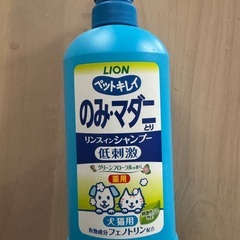 LION
ペットキレイ
のみ・マダニ
とり
リンスインシャンプー
低刺激
グリーンフローラルの香り
薬用
犬猫用
有効成分フェノトリン配合